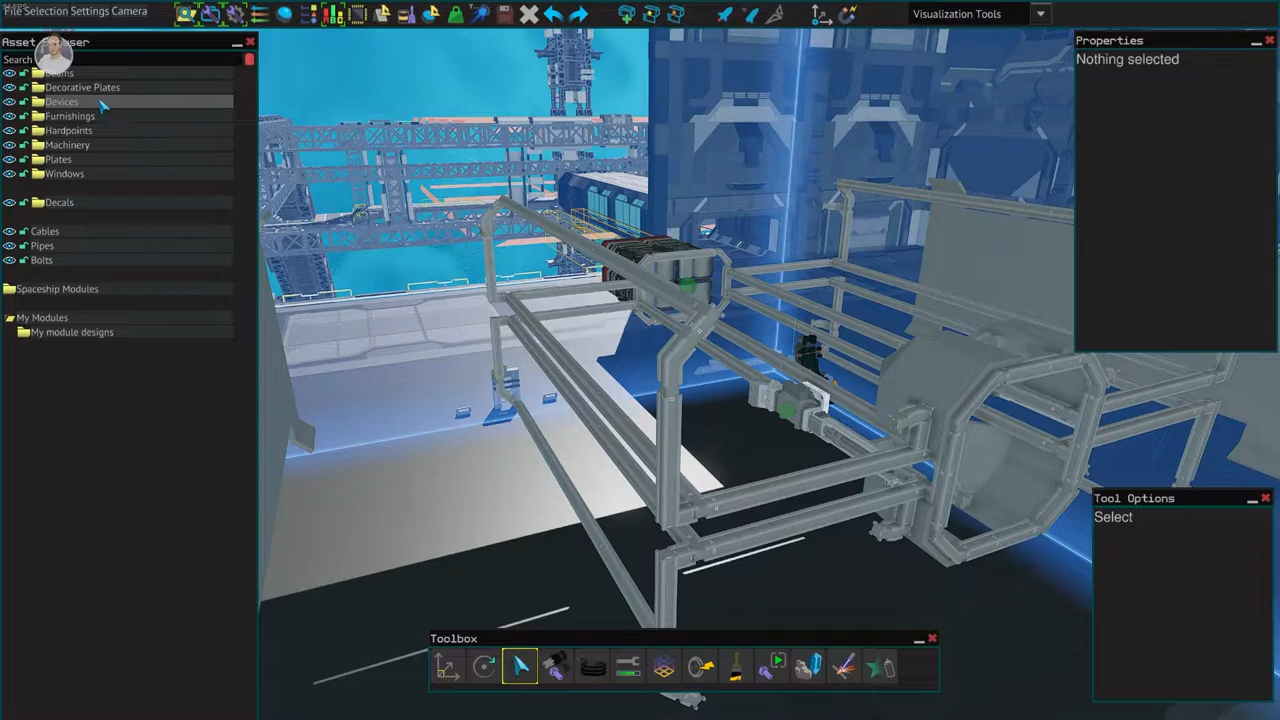 File Selection Settings Camera
Visualization Tools
Search
Beams
Decorative Plates
Devices
Furnishings
Hardpoints
Machinery
Plates
Windows
Decals
Cables
Pipes
Bolts
Spaceship Modules
My Modules
My module designs
Properties
Nothing selected
Tool Options
Select
Toolbox